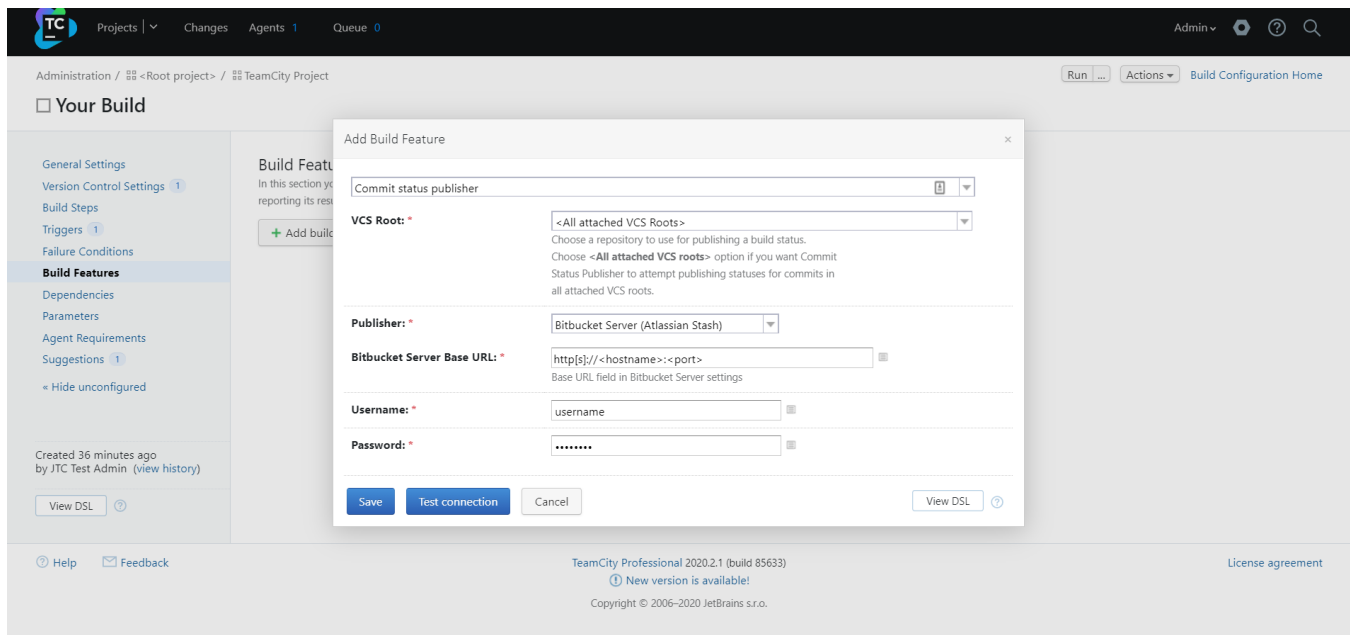 TC Projects Changes Agents 1 Queue 0 Admin
Administration / <Root project> / TeamCity Project Run ... Actions Build Configuration Home
Your Build
Add Build Feature ×
General Settings
Version Control Settings 1
Build Steps
Triggers 1
Failure Conditions
Build Features
Dependencies
Parameters
Agent Requirements
Suggestions 1
« Hide unconfigured
Created 36 minutes ago
by JTC Test Admin (view history)
View DSL ?
Build Featu
In this section yo
reporting its resu
+ Add build
Commit status publisher
VCS Root: * <All attached VCS Roots>
Choose a repository to use for publishing a build status.
Choose <All attached VCS roots> option if you want Commit
Status Publisher to attempt publishing statuses for commits in
all attached VCS roots.
Publisher: * Bitbucket Server (Atlassian Stash)
Bitbucket Server Base URL: * http[s]://<hostname>:<port>
Base URL field in Bitbucket Server settings
Username: * username
Password: * ••••••••
Save Test connection Cancel View DSL ?
? Help Feedback TeamCity Professional 2020.2.1 (build 85633) License agreement
New version is available!
Copyright © 2006–2020 JetBrains s.r.o.